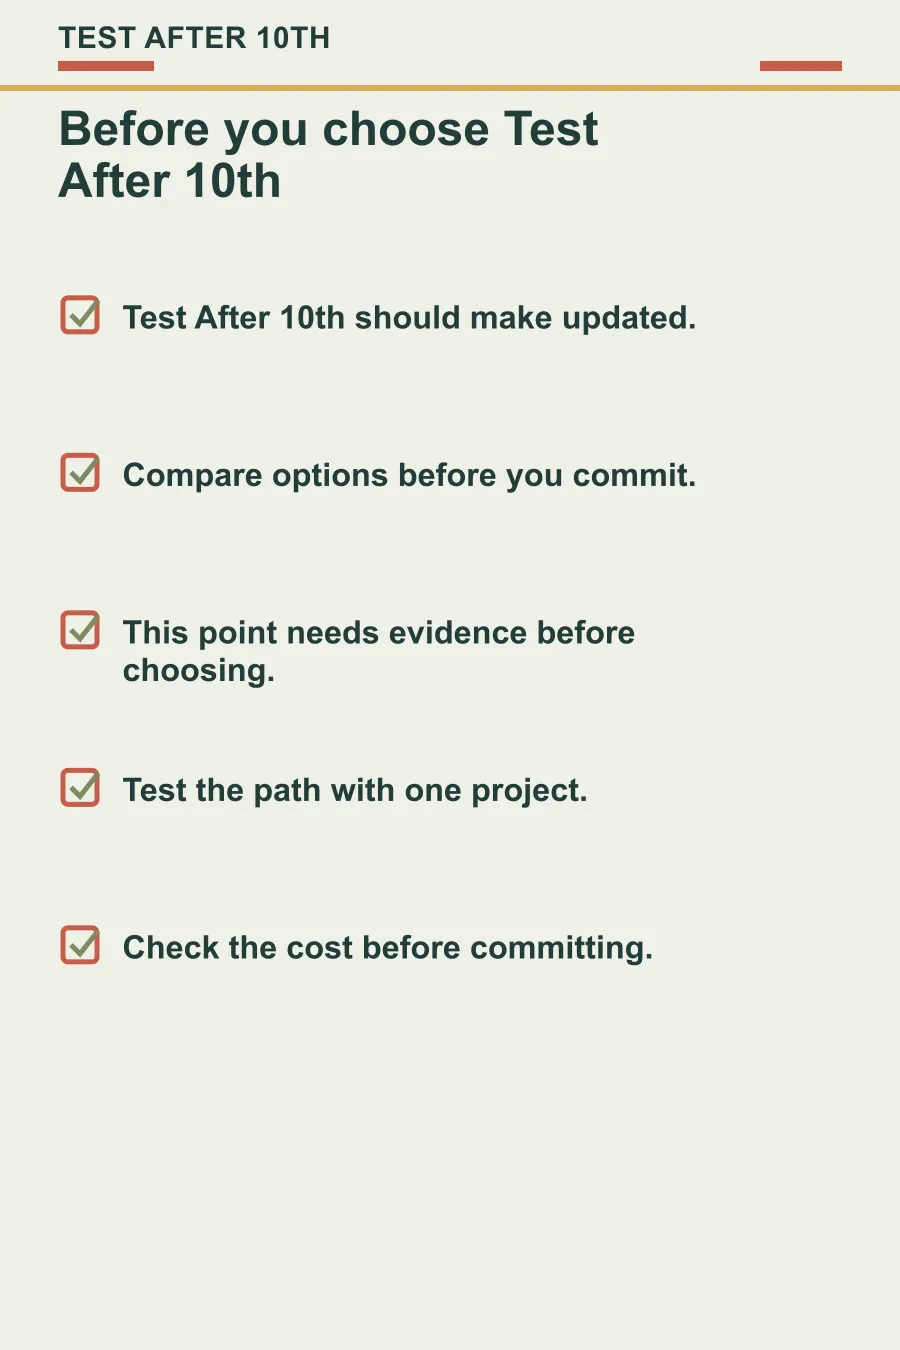 TEST AFTER 10TH
Before you choose Test
After 10th
Test After 10th should make updated.
Compare options before you commit.
This point needs evidence before
choosing.
Test the path with one project.
Check the cost before committing.